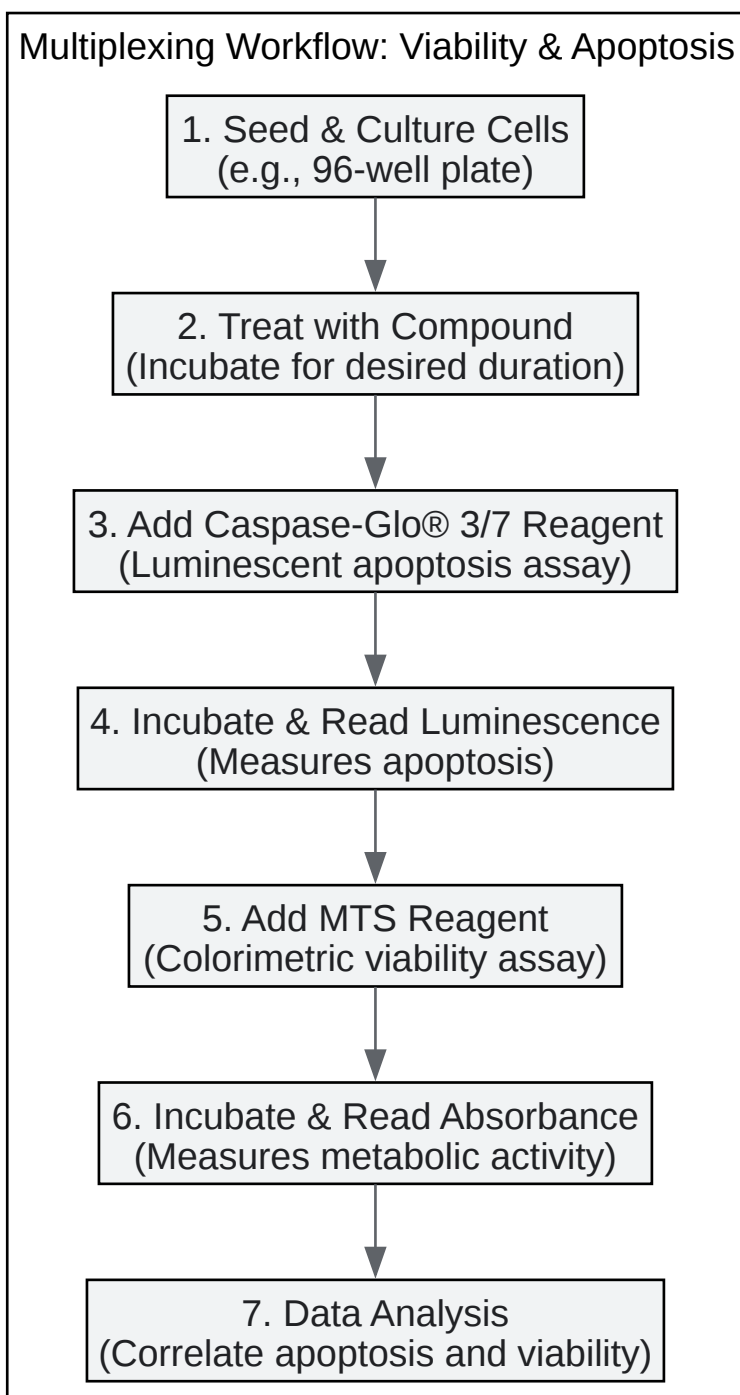 Multiplexing Workflow: Viability & Apoptosis
1. Seed & Culture Cells
(e.g., 96-well plate)
2. Treat with Compound
(Incubate for desired duration)
3. Add Caspase-Glo® 3/7 Reagent
(Luminescent apoptosis assay)
4. Incubate & Read Luminescence
(Measures apoptosis)
5. Add MTS Reagent
(Colorimetric viability assay)
6. Incubate & Read Absorbance
(Measures metabolic activity)
7. Data Analysis
(Correlate apoptosis and viability)